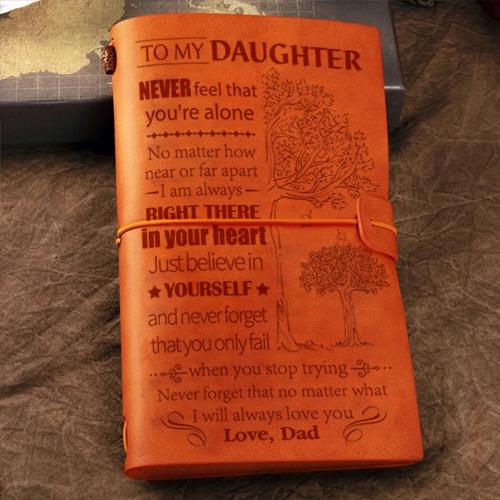 TO MY DAUGHTER
NEVER feel that
you're alone
No matter how
near or far apart
I am always
RIGHT THERE
in your heart
Just believe in
YOURSELF
and never forget
that you only fail
when you stop trying
Never forget that no matter what
I will always love you
Love, Dad